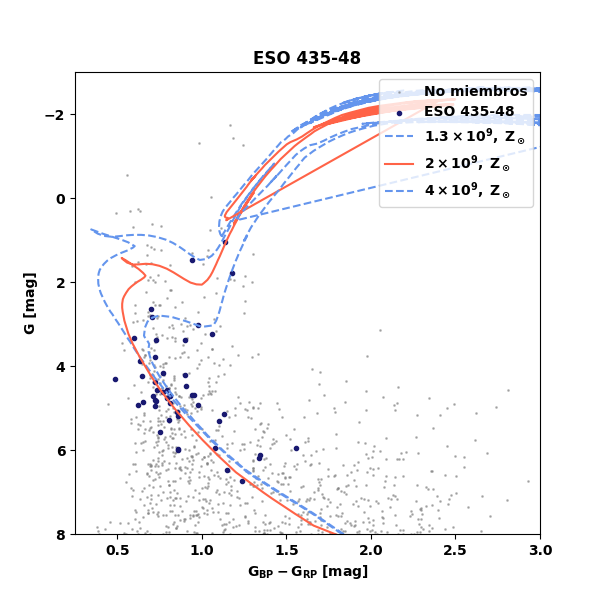 ESO 435-48
No miembros
ESO 435-48
1.3 × 10⁹, Z⊙
2 × 10⁹, Z⊙
4 × 10⁹, Z⊙
G [mag]
−2
0
2
4
6
8
0.5 1.0 1.5 2.0 2.5 3.0
G_BP − G_RP [mag]